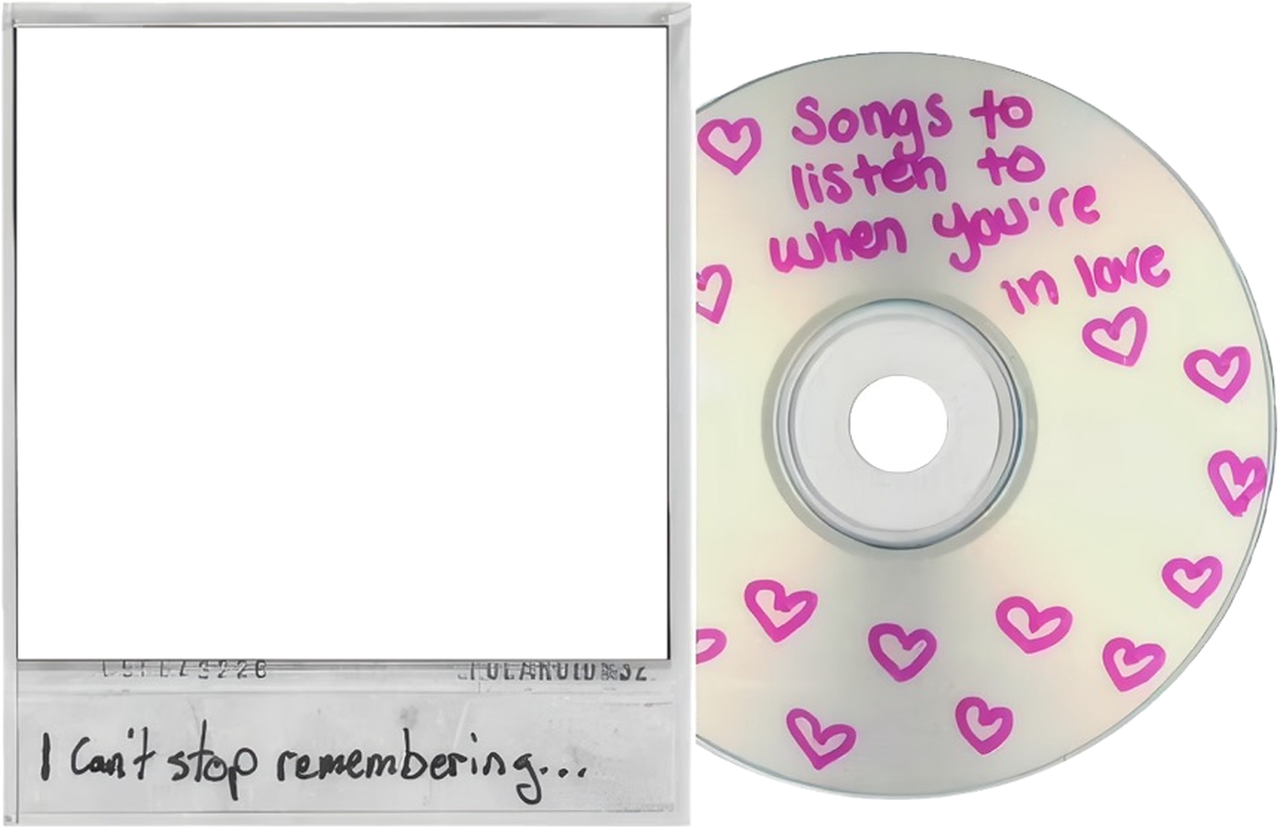 I can't stop remembering...
Songs to
listen to
when you're
in love